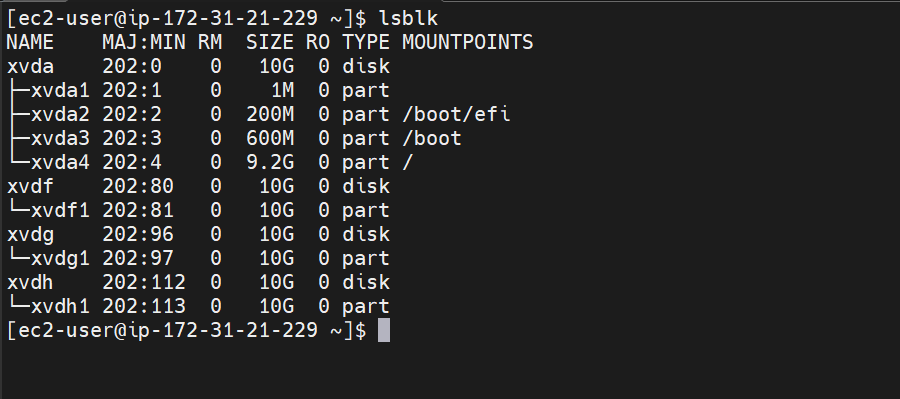 [ec2-user@ip-172-31-21-229 ~]$ lsblk
NAME    MAJ:MIN RM  SIZE RO TYPE MOUNTPOINTS
xvda    202:0    0   10G  0 disk
├─xvda1 202:1    0    1M  0 part
├─xvda2 202:2    0  200M  0 part /boot/efi
├─xvda3 202:3    0  600M  0 part /boot
└─xvda4 202:4    0  9.2G  0 part /
xvdf    202:80   0   10G  0 disk
└─xvdf1 202:81   0   10G  0 part
xvdg    202:96   0   10G  0 disk
└─xvdg1 202:97   0   10G  0 part
xvdh    202:112  0   10G  0 disk
└─xvdh1 202:113  0   10G  0 part
[ec2-user@ip-172-31-21-229 ~]$